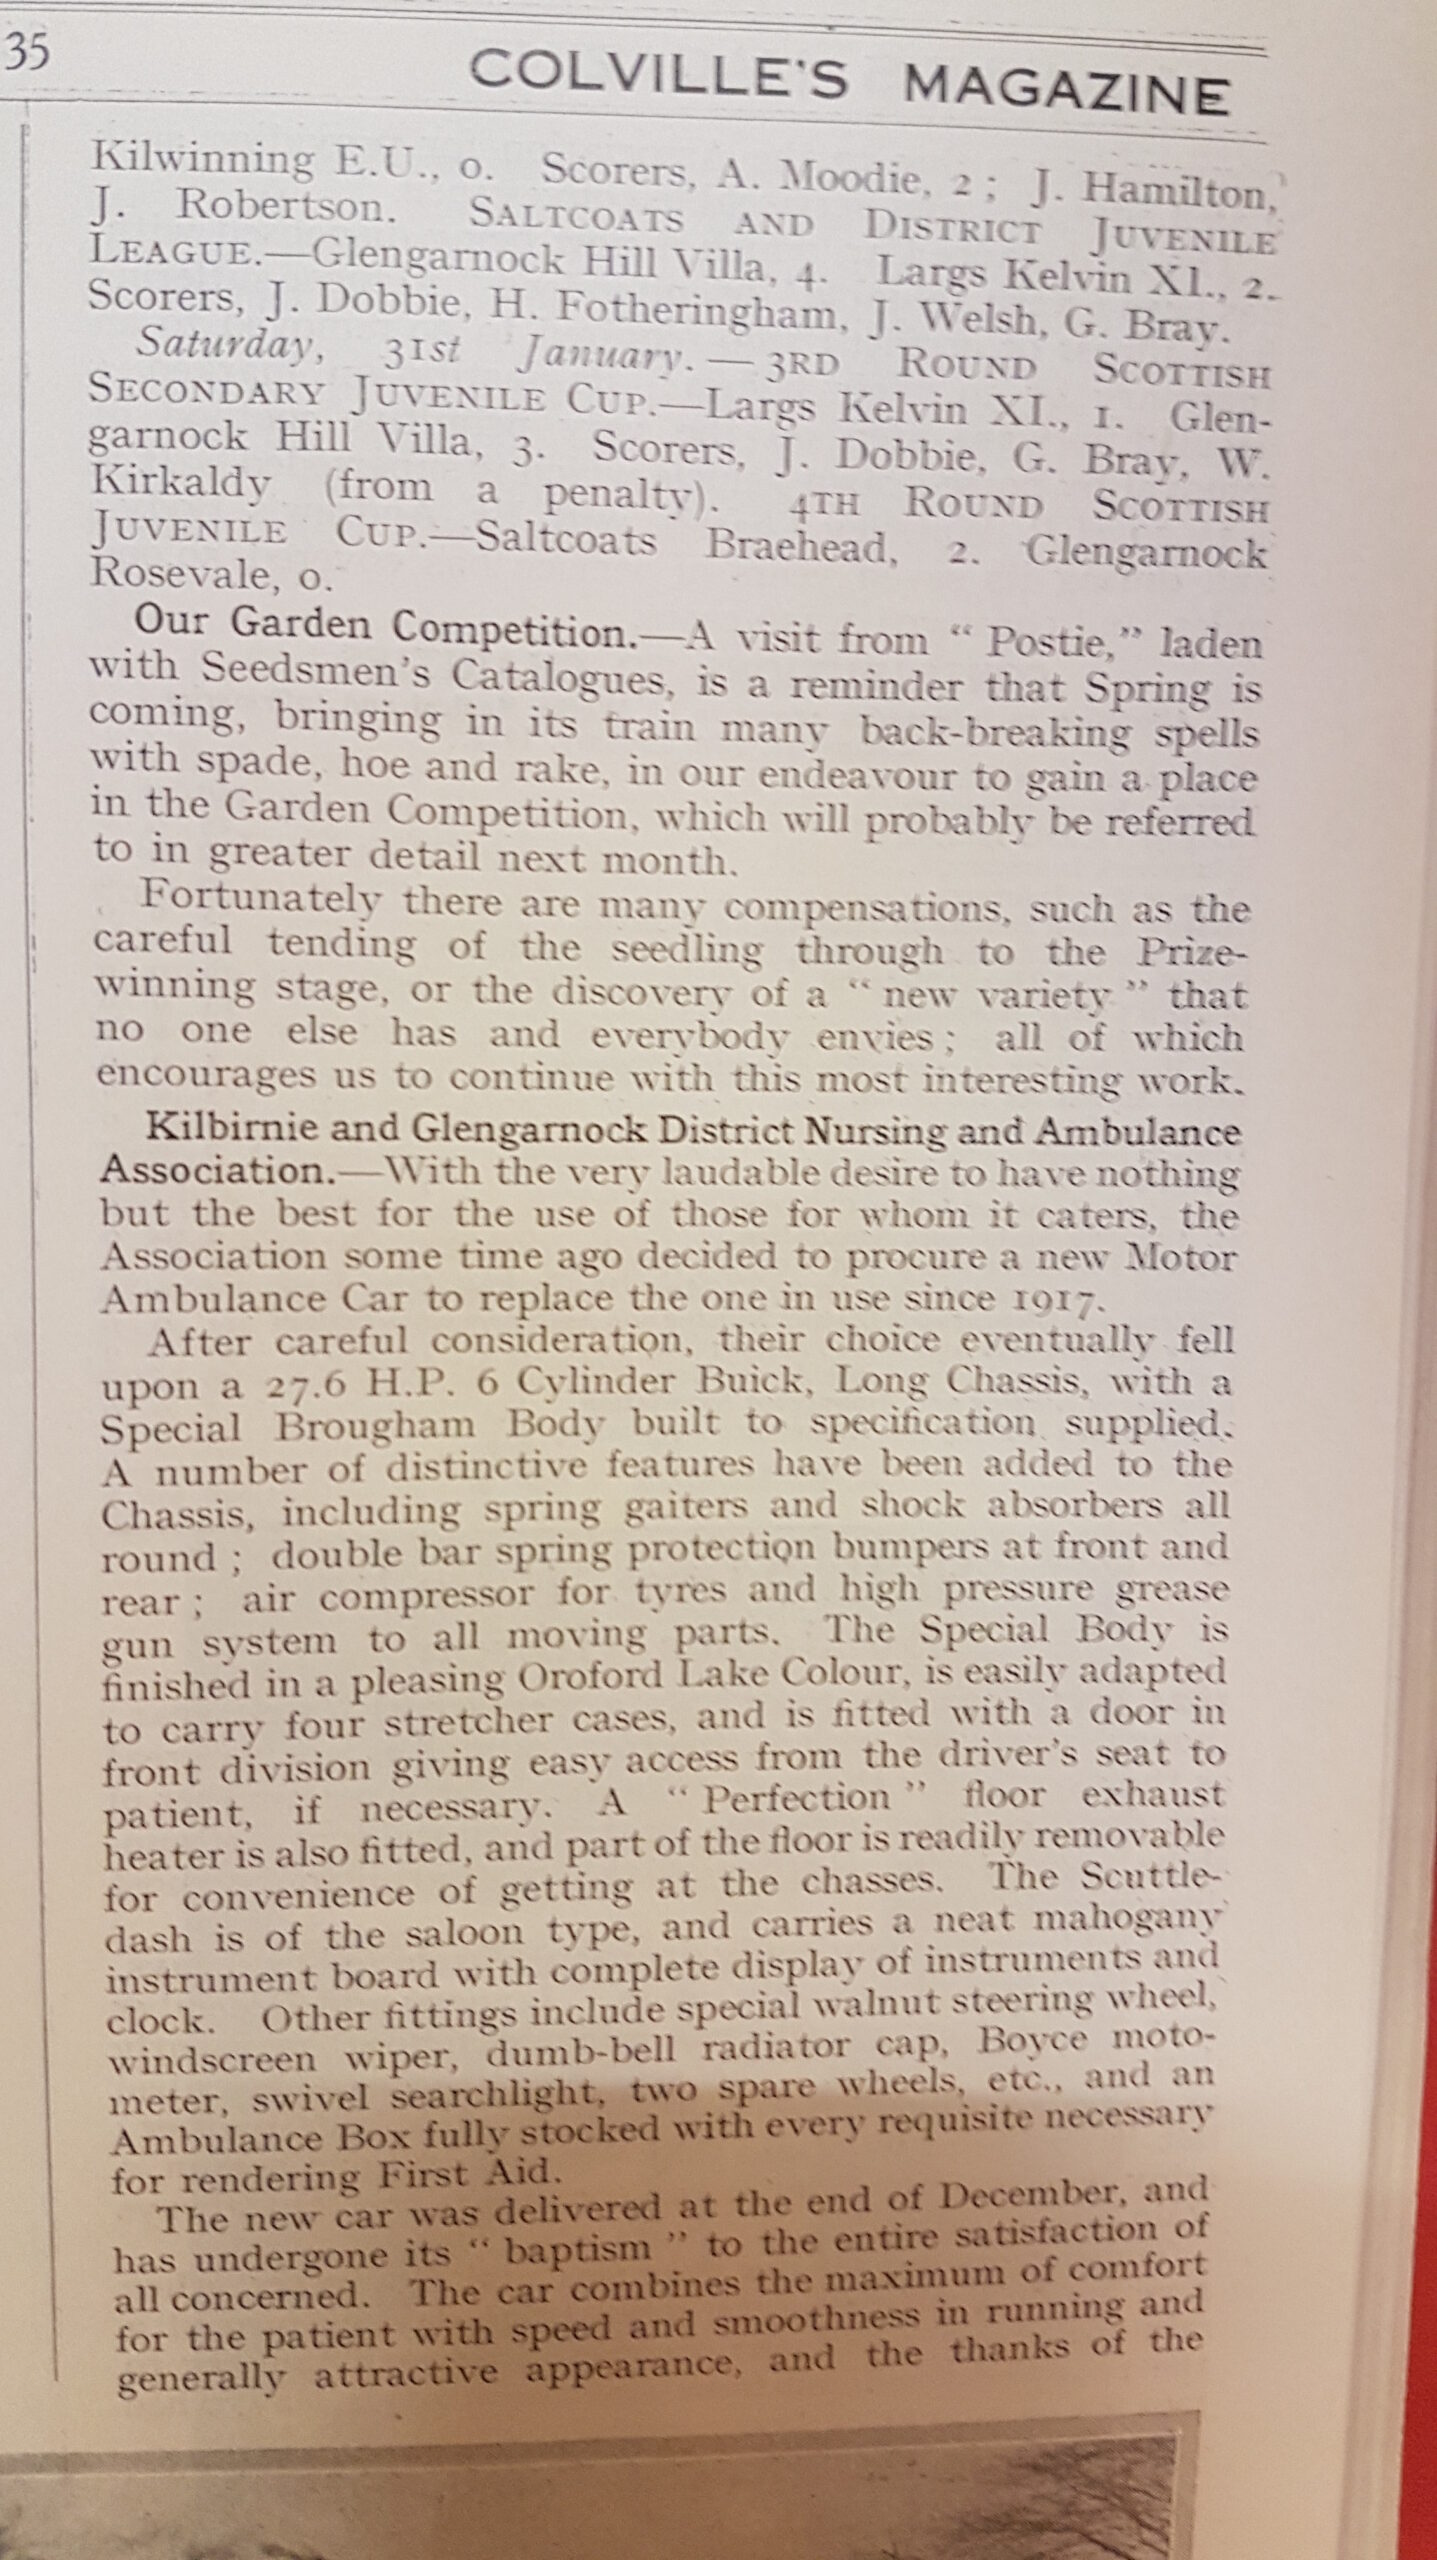 35
COLVILLE'S MAGAZINE
Kilwinning E.U., 0. Scorers, A. Moodie, 2 ; J. Hamilton,
J. Robertson. SALTCOATS AND DISTRICT JUVENILE
LEAGUE.—Glengarnock Hill Villa, 4. Largs Kelvin XI., 2.
Scorers, J. Dobbie, H. Fotheringham, J. Welsh, G. Bray.
Saturday, 31st January.—3RD ROUND SCOTTISH
SECONDARY JUVENILE CUP.—Largs Kelvin XI., 1. Glen-
garnock Hill Villa, 3. Scorers, J. Dobbie, G. Bray, W.
Kirkaldy (from a penalty). 4TH ROUND SCOTTISH
JUVENILE CUP.—Saltcoats Braehead, 2. Glengarnock
Rosevale, 0.
Our Garden Competition.—A visit from “ Postie,” laden
with Seedsmen's Catalogues, is a reminder that Spring is
coming, bringing in its train many back-breaking spells
with spade, hoe and rake, in our endeavour to gain a place
in the Garden Competition, which will probably be referred
to in greater detail next month.
Fortunately there are many compensations, such as the
careful tending of the seedling through to the Prize-
winning stage, or the discovery of a “ new variety ” that
no one else has and everybody envies ; all of which
encourages us to continue with this most interesting work.
Kilbirnie and Glengarnock District Nursing and Ambulance
Association.—With the very laudable desire to have nothing
but the best for the use of those for whom it caters, the
Association some time ago decided to procure a new Motor
Ambulance Car to replace the one in use since 1917.
After careful consideration, their choice eventually fell
upon a 27.6 H.P. 6 Cylinder Buick, Long Chassis, with a
Special Brougham Body built to specification supplied.
A number of distinctive features have been added to the
Chassis, including spring gaiters and shock absorbers all
round ; double bar spring protection bumpers at front and
rear ; air compressor for tyres and high pressure grease
gun system to all moving parts. The Special Body is
finished in a pleasing Oroford Lake Colour, is easily adapted
to carry four stretcher cases, and is fitted with a door in
front division giving easy access from the driver's seat to
patient, if necessary. A “ Perfection ” floor exhaust
heater is also fitted, and part of the floor is readily removable
for convenience of getting at the chasses. The Scuttle-
dash is of the saloon type, and carries a neat mahogany
instrument board with complete display of instruments and
clock. Other fittings include special walnut steering wheel,
windscreen wiper, dumb-bell radiator cap, Boyce moto-
meter, swivel searchlight, two spare wheels, etc., and an
Ambulance Box fully stocked with every requisite necessary
for rendering First Aid.
The new car was delivered at the end of December, and
has undergone its “ baptism ” to the entire satisfaction of
all concerned. The car combines the maximum of comfort
for the patient with speed and smoothness in running and
generally attractive appearance, and the thanks of the